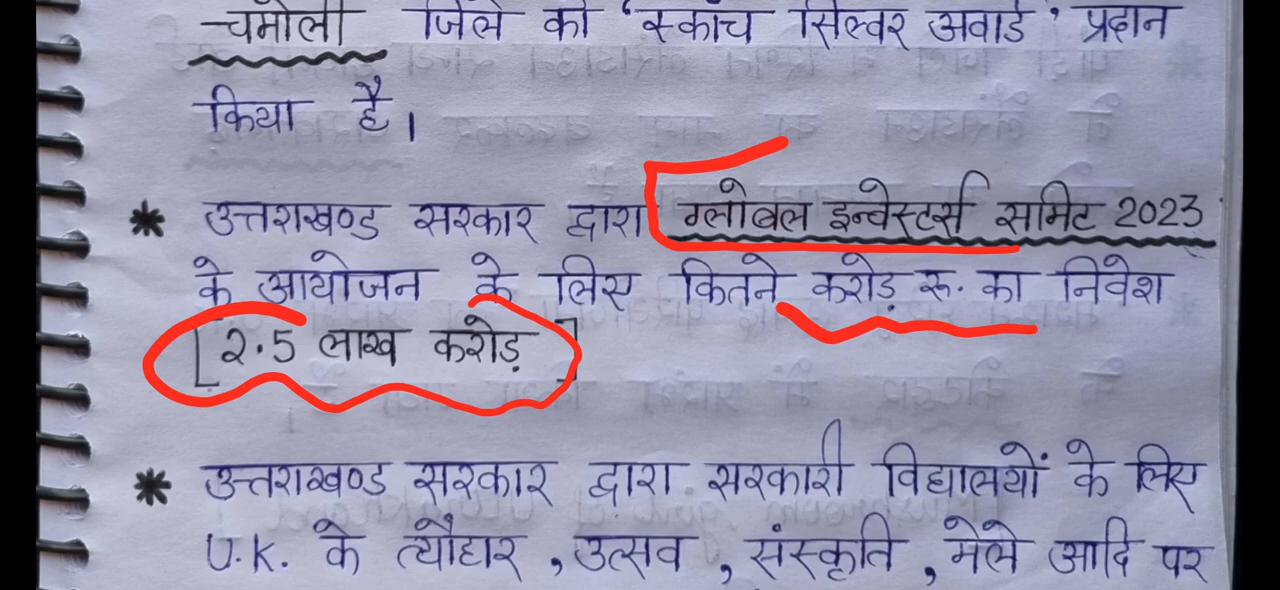 चमोली जिले को 'स्कॉच सिल्वर अवार्ड' प्रदान
किया है।
* उत्तराखण्ड सरकार द्वारा ग्लोबल इन्वेस्टर्स समिट 2023
के आयोजन के लिए कितने करोड़ रू. का निवेश
[2.5 लाख करोड़]
* उत्तराखण्ड सरकार द्वारा सरकारी विद्यालयों के लिए
U.K. के त्यौहार, उत्सव, संस्कृति, मेले आदि पर